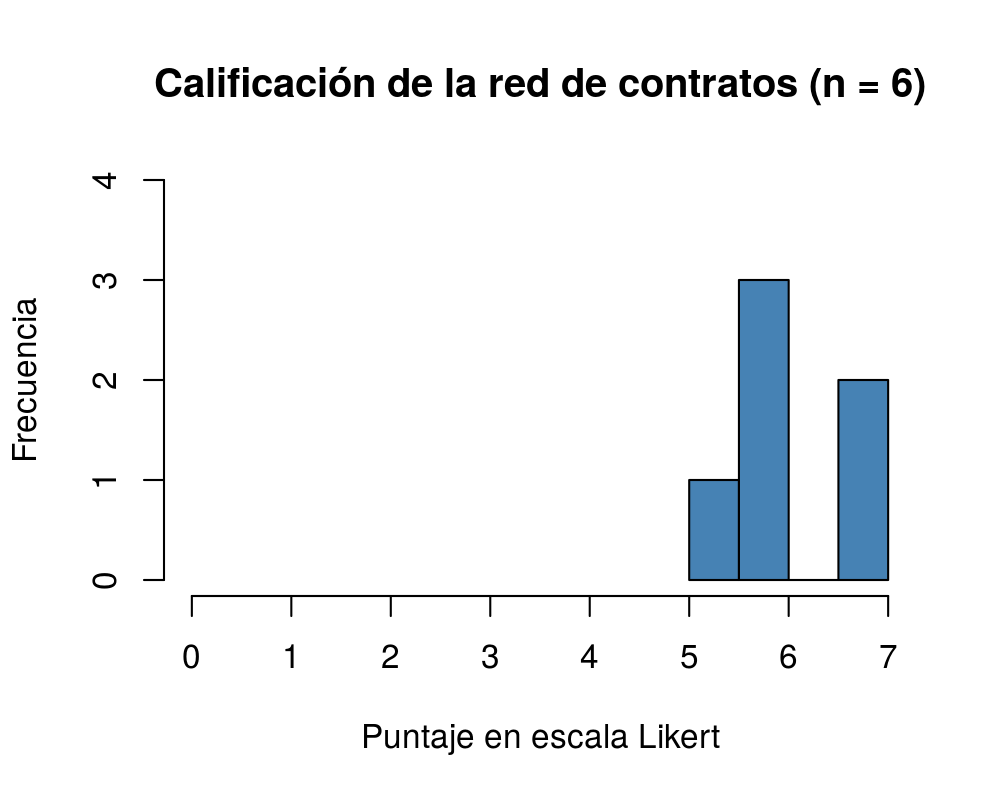 Calificación de la red de contratos (n = 6)
Frecuencia
4
3
2
1
0
0 1 2 3 4 5 6 7
Puntaje en escala Likert